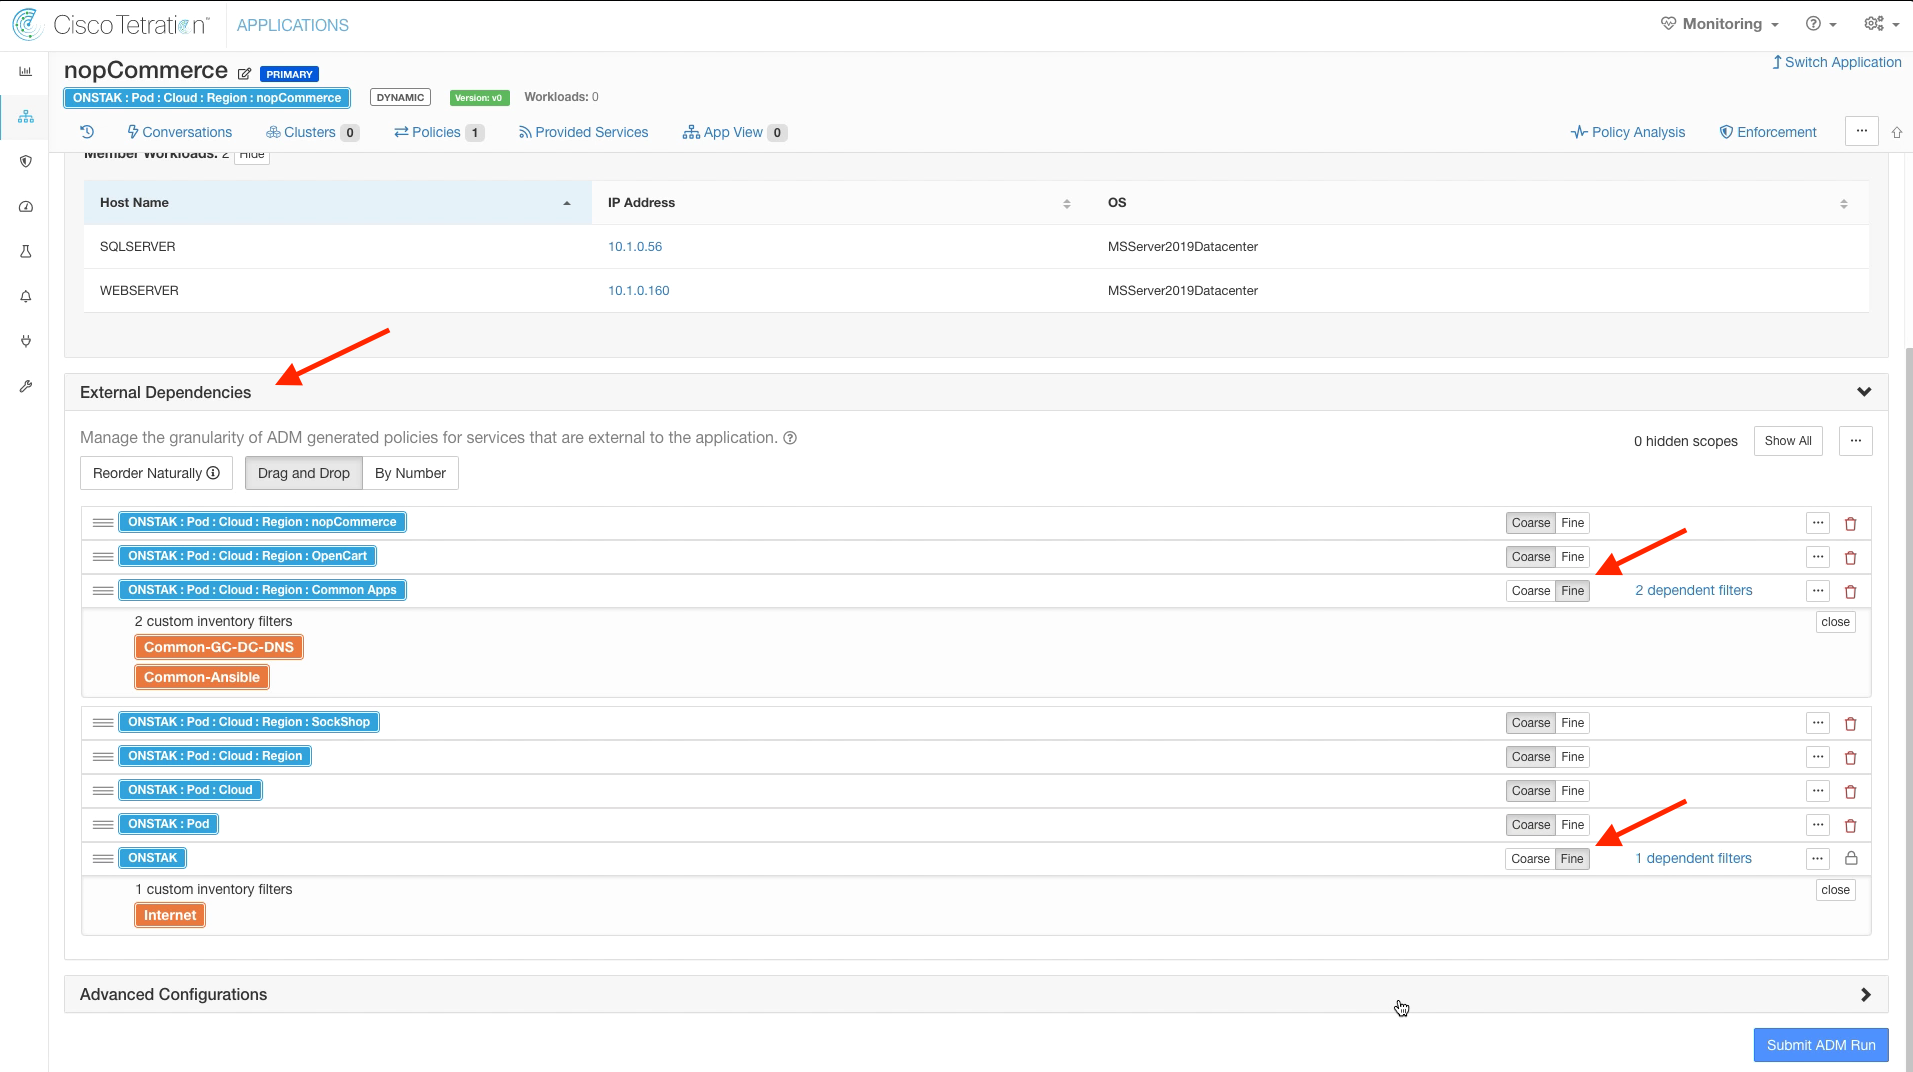 Cisco Tetration™ APPLICATIONS Monitoring
nopCommerce PRIMARY Switch Application
ONSTAK : Pod : Cloud : Region : nopCommerce DYNAMIC Version: v0 Workloads: 0
Conversations Clusters 0 Policies 1 Provided Services App View 0 Policy Analysis Enforcement ...
Member Workloads: 2 Hide
Host Name IP Address OS
SQLSERVER 10.1.0.56 MSServer2019Datacenter
WEBSERVER 10.1.0.160 MSServer2019Datacenter
External Dependencies
Manage the granularity of ADM generated policies for services that are external to the application. 0 hidden scopes Show All ...
Reorder Naturally Drag and Drop By Number
ONSTAK : Pod : Cloud : Region : nopCommerce Coarse Fine ...
ONSTAK : Pod : Cloud : Region : OpenCart Coarse Fine ...
ONSTAK : Pod : Cloud : Region : Common Apps Coarse Fine 2 dependent filters ...
2 custom inventory filters close
Common-GC-DC-DNS
Common-Ansible
ONSTAK : Pod : Cloud : Region : SockShop Coarse Fine ...
ONSTAK : Pod : Cloud : Region Coarse Fine ...
ONSTAK : Pod : Cloud Coarse Fine ...
ONSTAK : Pod Coarse Fine ...
ONSTAK Coarse Fine 1 dependent filters ...
1 custom inventory filters close
Internet
Advanced Configurations
Submit ADM Run